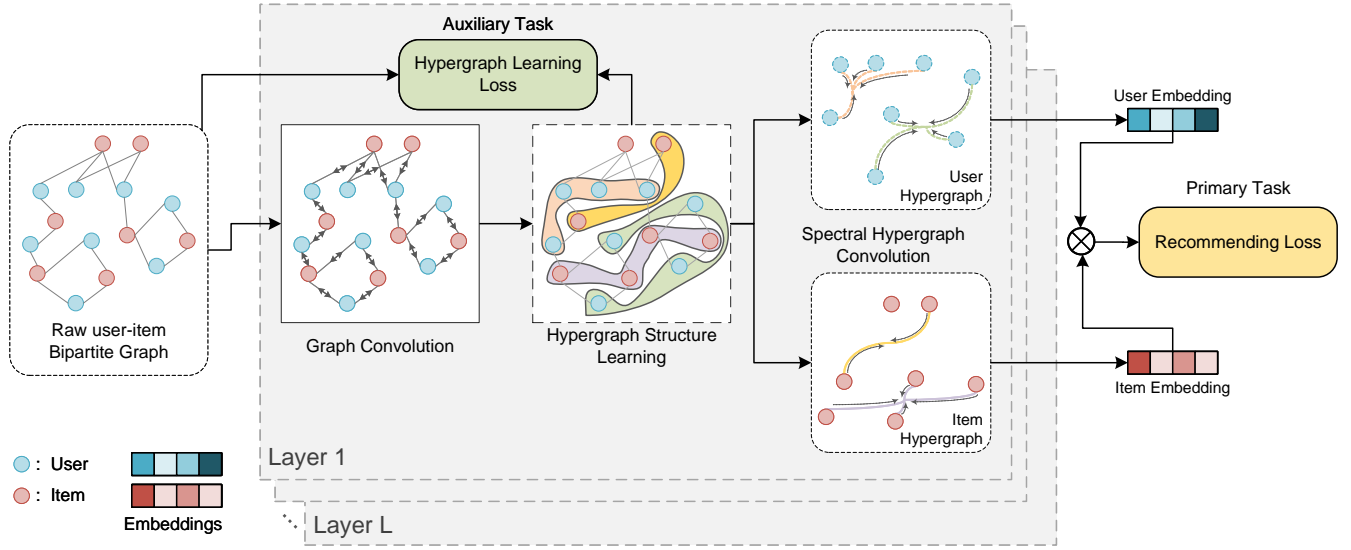 Auxiliary Task
Hypergraph Learning
Loss
Raw user-item
Bipartite Graph
Graph Convolution
Hypergraph Structure
Learning
User
Hypergraph
Spectral Hypergraph
Convolution
Item
Hypergraph
User Embedding
Primary Task
Recommending Loss
Item Embedding
Layer 1
Layer L
: User
: Item
Embeddings